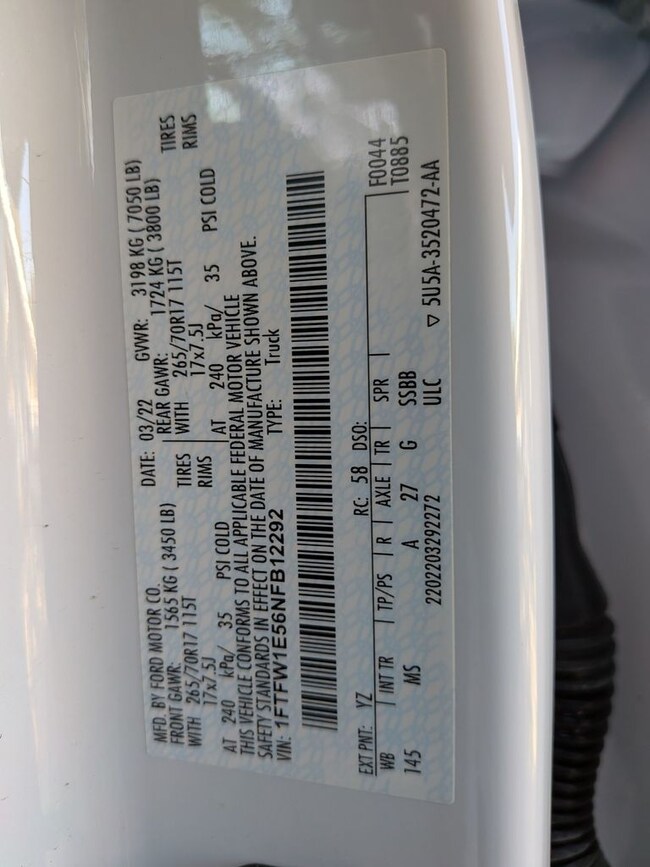 MFD. BY FORD MOTOR CO. DATE: 03/22 GVWR: 3198 KG ( 7050 LB)
FRONT GAWR: 1565 KG ( 3450 LB) REAR GAWR: 1724 KG ( 3800 LB)
WITH 265/70R17 115T TIRES WITH 265/70R17 115T TIRES
17x7.5J RIMS 17x7.5J RIMS
AT 240 kPa/ 35 PSI COLD AT 240 kPa/ 35 PSI COLD
THIS VEHICLE CONFORMS TO ALL APPLICABLE FEDERAL MOTOR VEHICLE
SAFETY STANDARDS IN EFFECT ON THE DATE OF MANUFACTURE SHOWN ABOVE.
VIN: 1FTFW1E56NFB12292 TYPE: Truck
EXT PNT: YZ RC: 58 DSO: F0044
WB INT TR TP/PS R AXLE TR SPR T0885
145 MS A 27 G SSBB
2202203292272 ULC ▽ 5U5A-3520472-AA